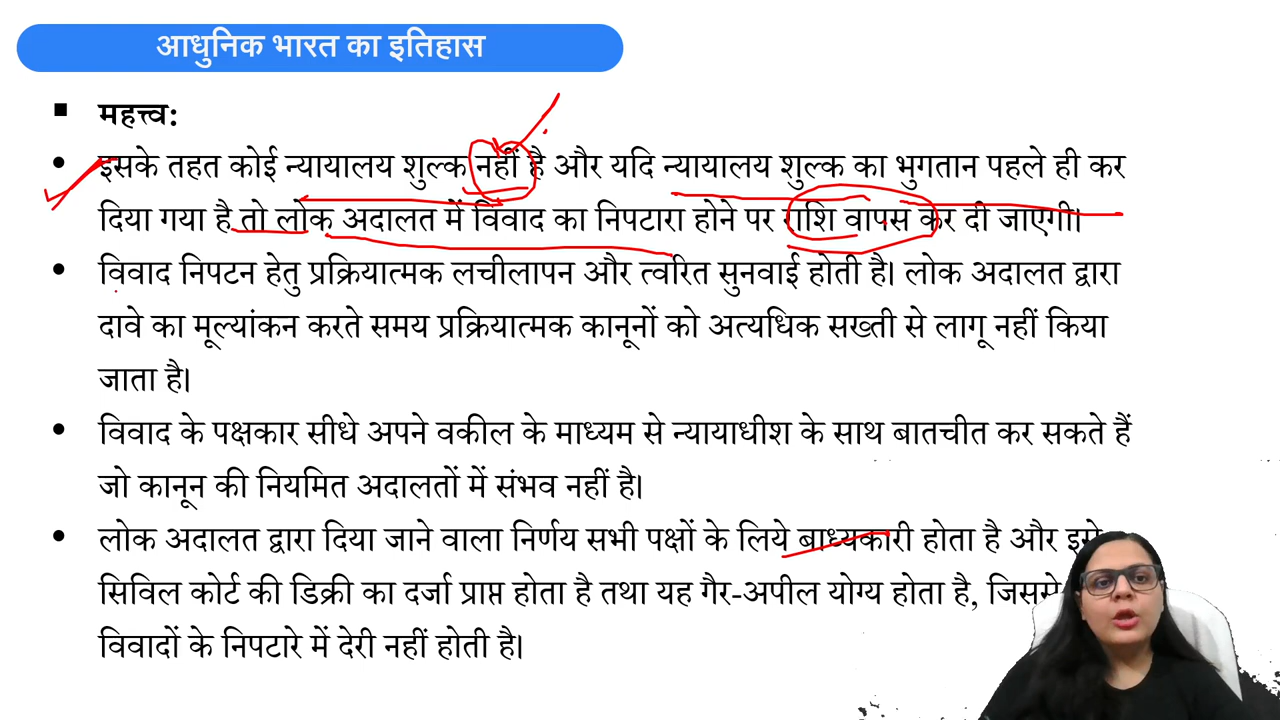 आधुनिक भारत का इतिहास
▪ महत्त्व:
• इसके तहत कोई न्यायालय शुल्क नहीं है और यदि न्यायालय शुल्क का भुगतान पहले ही कर
दिया गया है तो लोक अदालत में विवाद का निपटारा होने पर राशि वापस कर दी जाएगी।
• विवाद निपटन हेतु प्रक्रियात्मक लचीलापन और त्वरित सुनवाई होती है। लोक अदालत द्वारा
दावे का मूल्यांकन करते समय प्रक्रियात्मक कानूनों को अत्यधिक सख्ती से लागू नहीं किया
जाता है।
• विवाद के पक्षकार सीधे अपने वकील के माध्यम से न्यायाधीश के साथ बातचीत कर सकते हैं
जो कानून की नियमित अदालतों में संभव नहीं है।
• लोक अदालत द्वारा दिया जाने वाला निर्णय सभी पक्षों के लिये बाध्यकारी होता है और इसे
सिविल कोर्ट की डिक्री का दर्जा प्राप्त होता है तथा यह गैर-अपील योग्य होता है, जिससे
विवादों के निपटारे में देरी नहीं होती है।